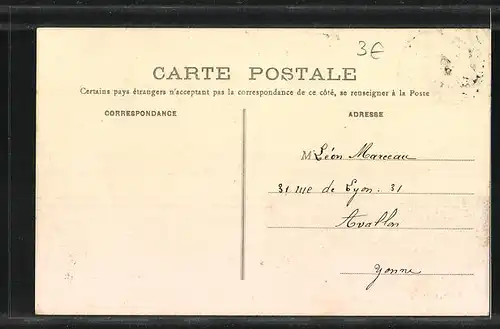 3€
CARTE POSTALE
Certains pays étrangers n'acceptant pas la correspondance de ce côté, se renseigner à la Poste
CORRESPONDANCE
ADRESSE
M Léon Marceau
31 rue de Lyon. 31
Avallon
Yonne